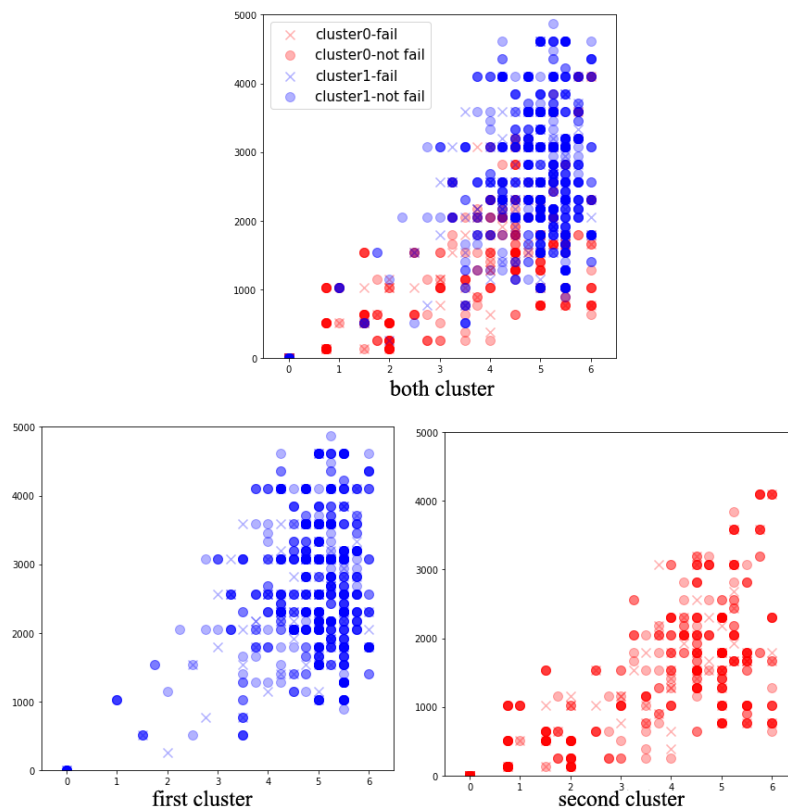 5000
4000
3000
2000
1000
0
cluster0-fail
cluster0-not fail
cluster1-fail
cluster1-not fail
0 1 2 3 4 5 6
both cluster
5000
4000
3000
2000
1000
0
0 1 2 3 4 5 6
first cluster
5000
4000
3000
2000
1000
0
0 1 2 3 4 5 6
second cluster